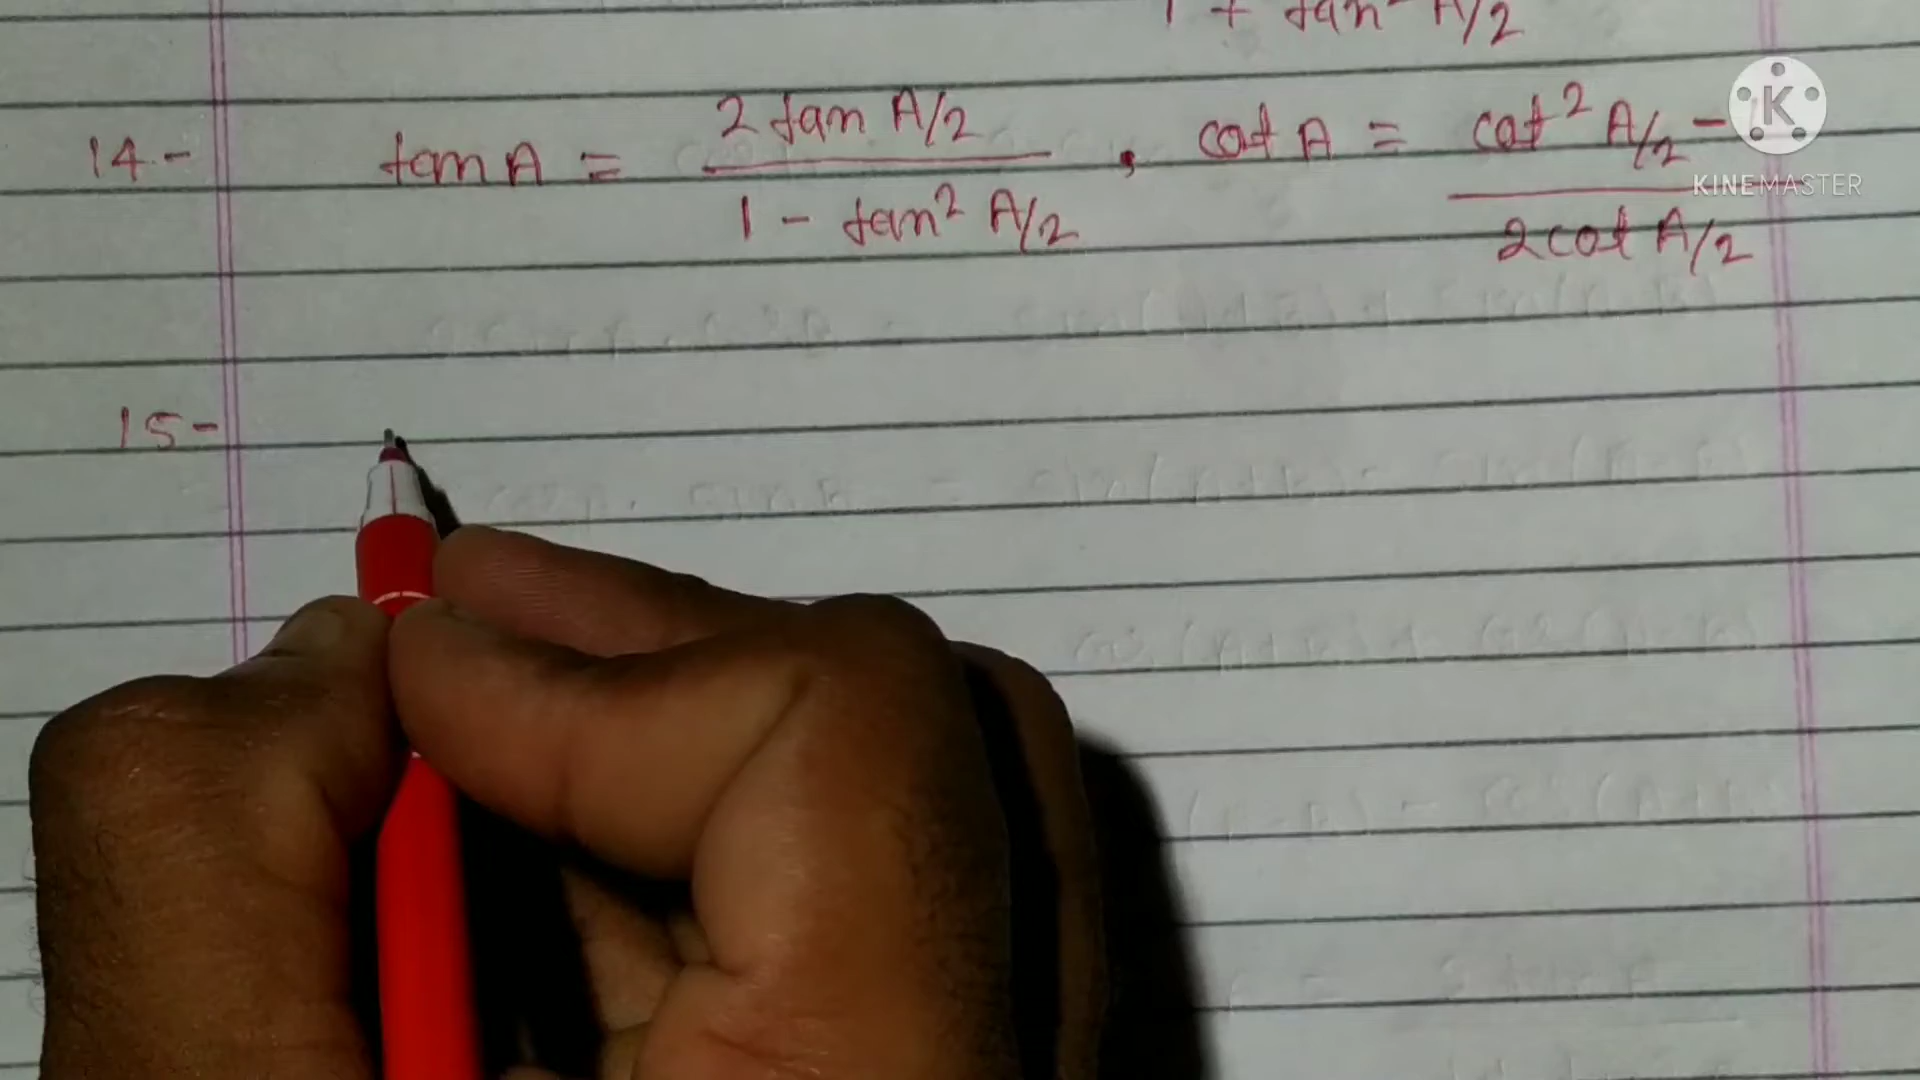 1 + tan² A/2
14- tan A = 2 tan A/2 / 1 - tan² A/2 , cot A = cot² A/2 - / 2 cot A/2
K
KINEMASTER
15-